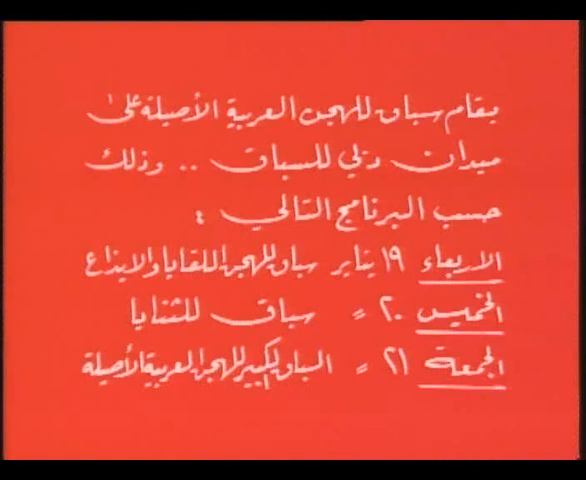 يقام سباق للهجن العربية الأصيلة على
ميدان دبي للسباق .. وذلك
حسب البرنامج التالي :
الاربعاء ١٩ يناير سباق للهجن اللقايا والايذاع
الخميس ٢٠ = سباق للثنايا
الجمعة ٢١ = السباق الكبير للهجن العربية الأصيلة